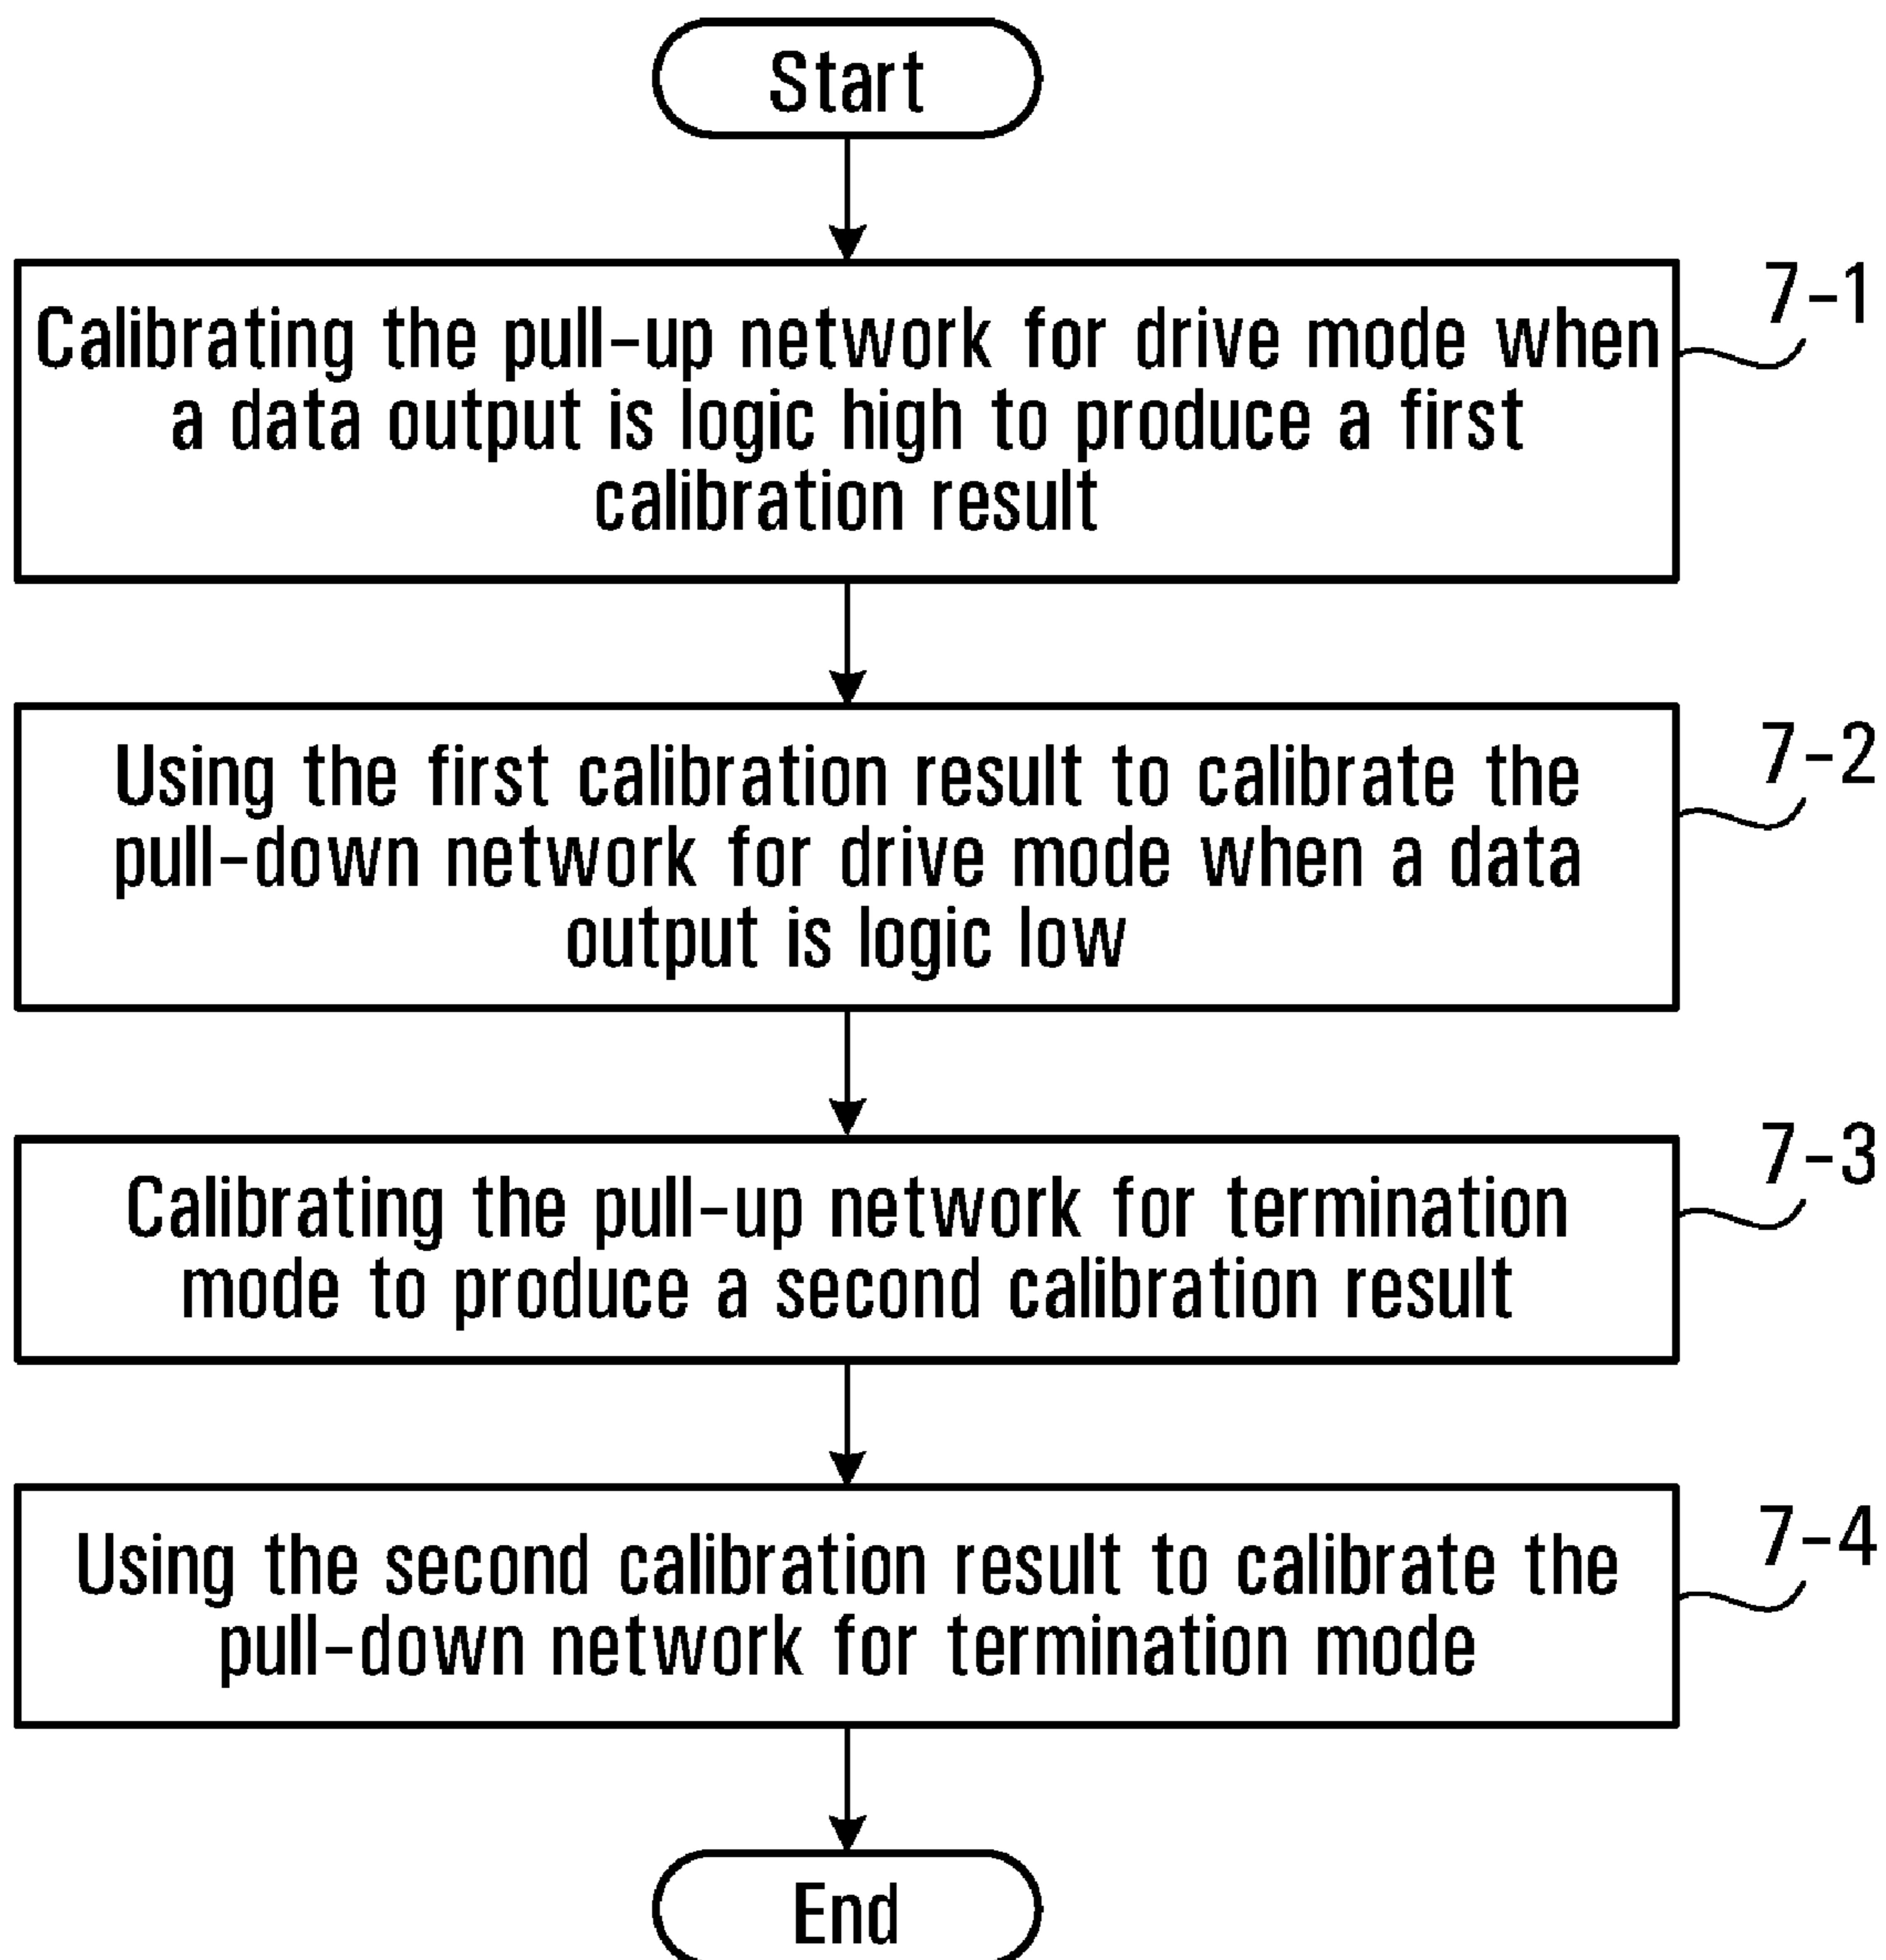 Start
Calibrating the pull-up network for drive mode when
a data output is logic high to produce a first
calibration result
7-1
Using the first calibration result to calibrate the
pull-down network for drive mode when a data
output is logic low
7-2
Calibrating the pull-up network for termination
mode to produce a second calibration result
7-3
Using the second calibration result to calibrate the
pull-down network for termination mode
7-4
End